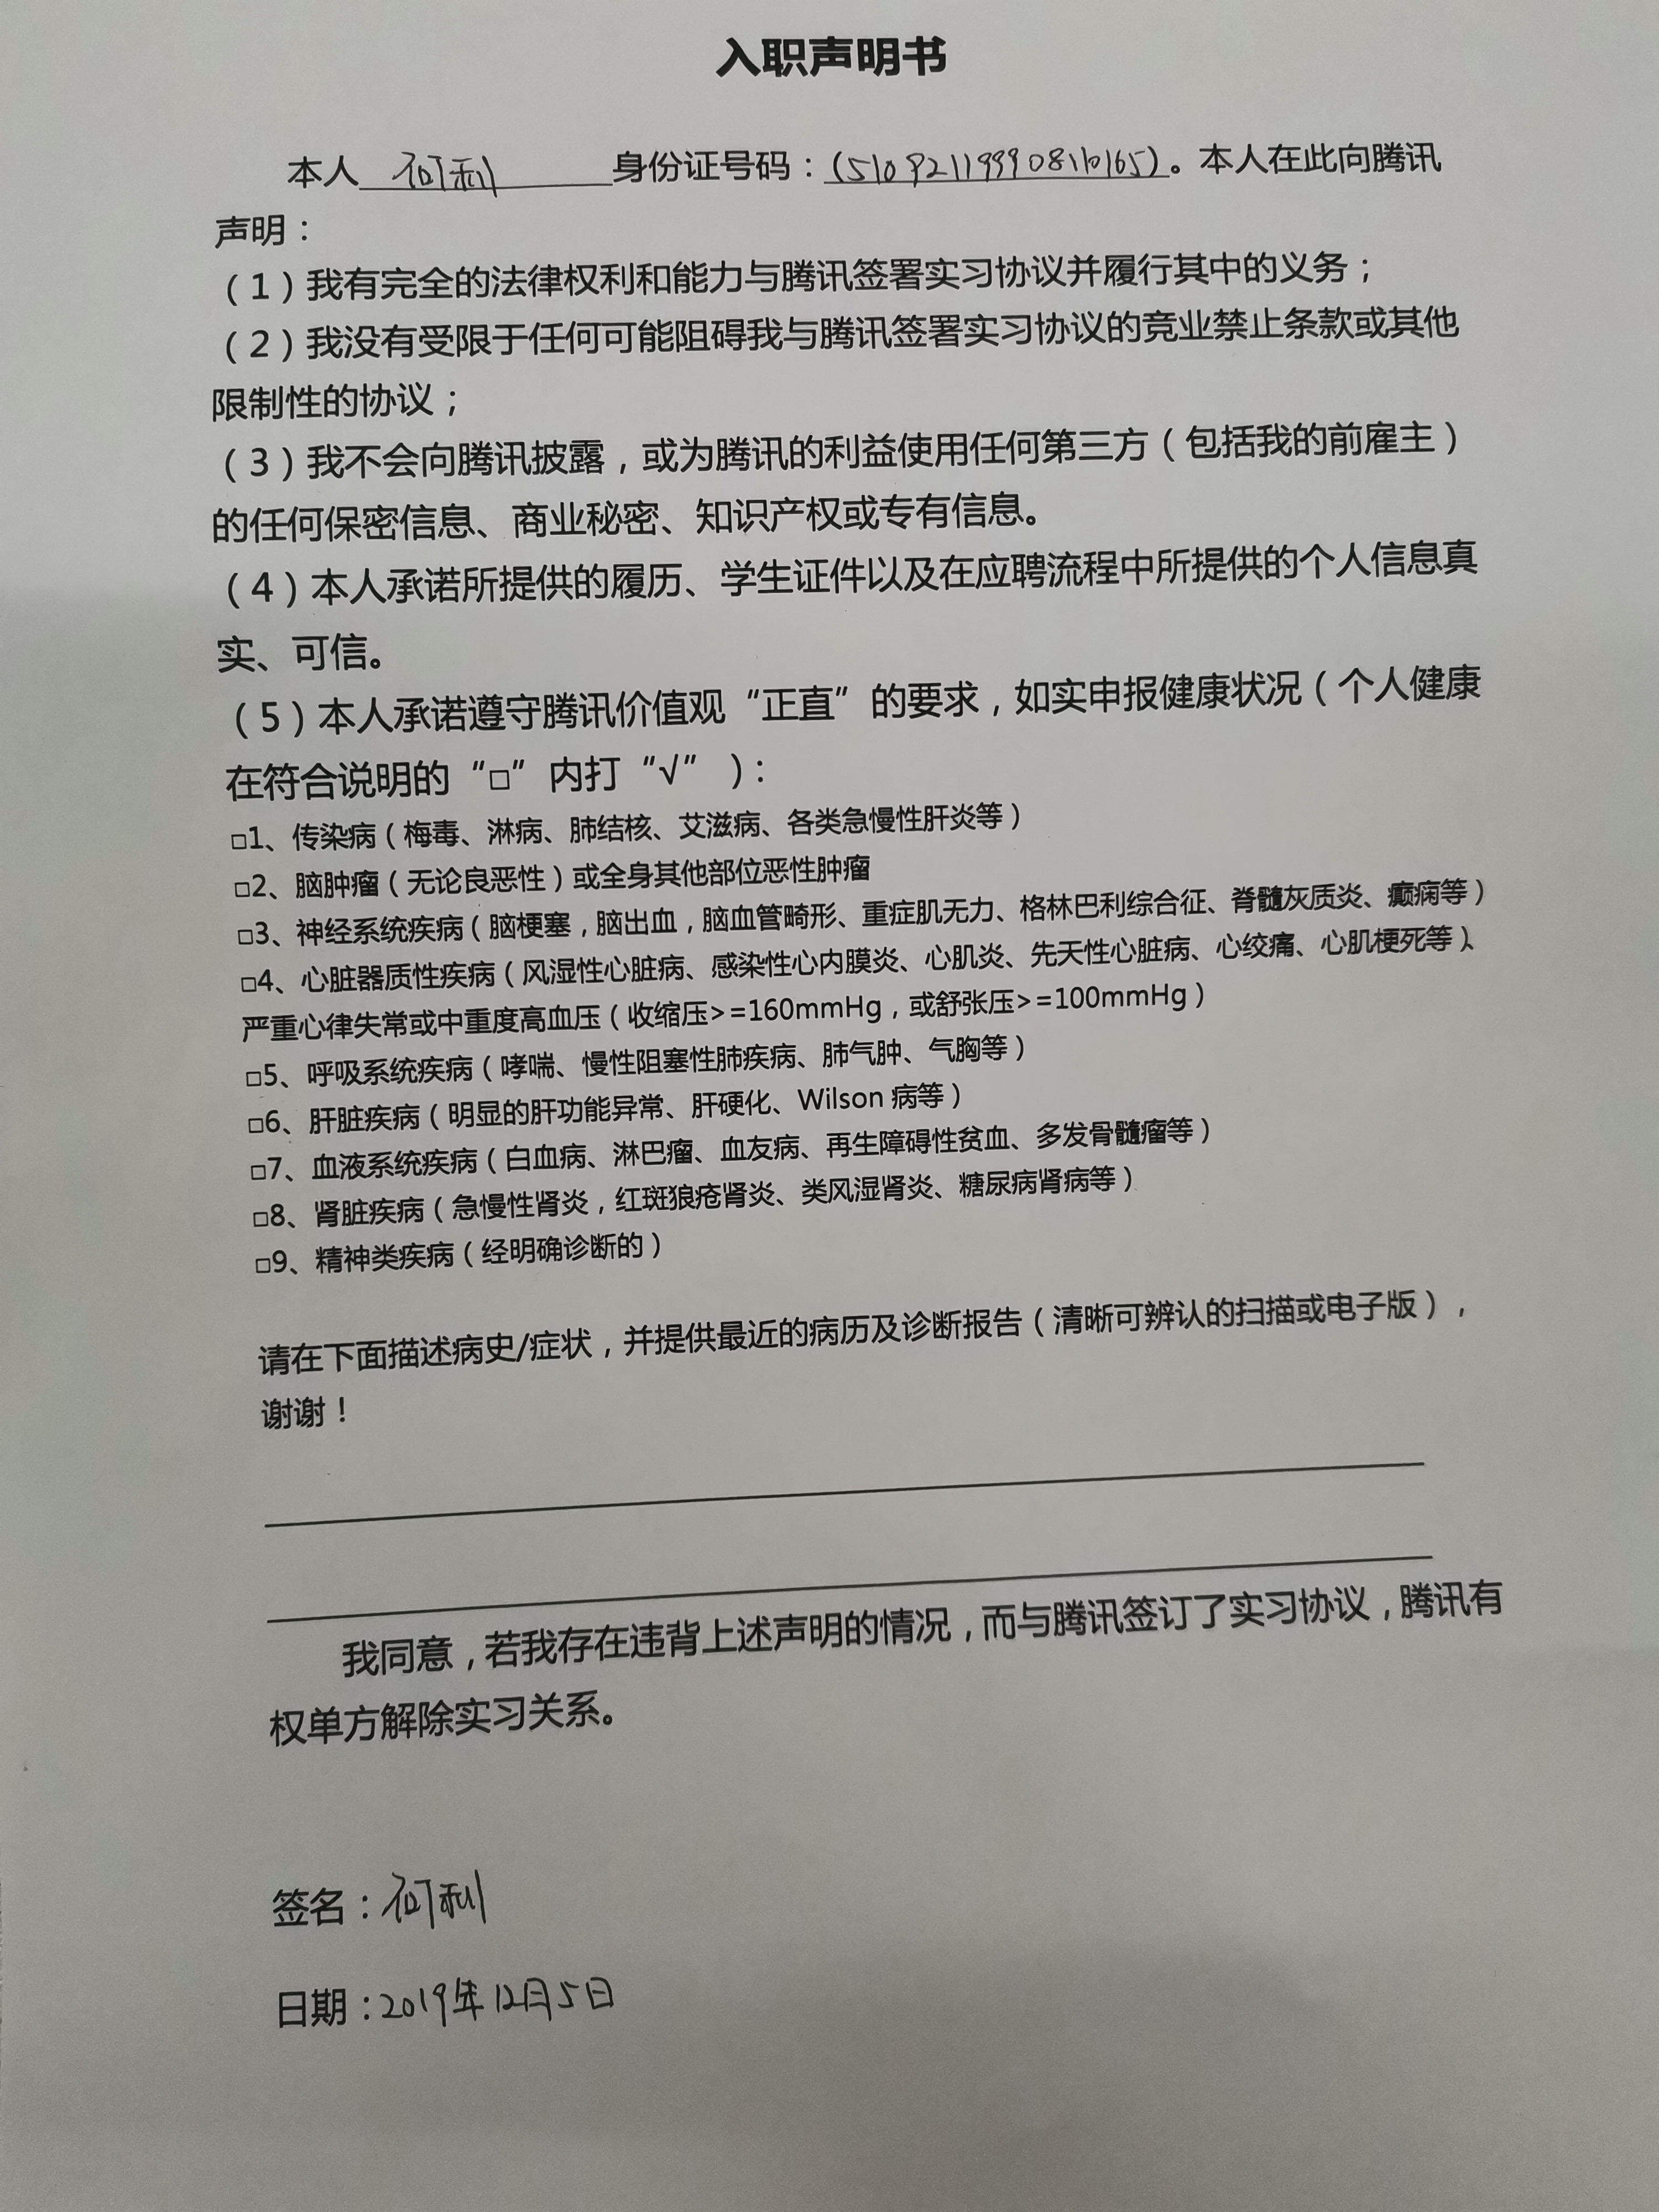 入职声明书
本人 何利 身份证号码：(510921199908110165)。本人在此向腾讯
声明：
（1）我有完全的法律权利和能力与腾讯签署实习协议并履行其中的义务；
（2）我没有受限于任何可能阻碍我与腾讯签署实习协议的竞业禁止条款或其他
限制性的协议；
（3）我不会向腾讯披露，或为腾讯的利益使用任何第三方（包括我的前雇主）
的任何保密信息、商业秘密、知识产权或专有信息。
（4）本人承诺所提供的履历、学生证件以及在应聘流程中所提供的个人信息真
实、可信。
（5）本人承诺遵守腾讯价值观“正直”的要求，如实申报健康状况（个人健康
在符合说明的“□”内打“√”）：
□1、传染病（梅毒、淋病、肺结核、艾滋病、各类急慢性肝炎等）
□2、脑肿瘤（无论良恶性）或全身其他部位恶性肿瘤
□3、神经系统疾病（脑梗塞，脑出血，脑血管畸形、重症肌无力、格林巴利综合征、脊髓灰质炎、癫痫等）
□4、心脏器质性疾病（风湿性心脏病、感染性心内膜炎、心肌炎、先天性心脏病、心绞痛、心肌梗死等）、
严重心律失常或中重度高血压（收缩压>=160mmHg，或舒张压>=100mmHg）
□5、呼吸系统疾病（哮喘、慢性阻塞性肺疾病、肺气肿、气胸等）
□6、肝脏疾病（明显的肝功能异常、肝硬化、Wilson 病等）
□7、血液系统疾病（白血病、淋巴瘤、血友病、再生障碍性贫血、多发骨髓瘤等）
□8、肾脏疾病（急慢性肾炎，红斑狼疮肾炎、类风湿肾炎、糖尿病肾病等）
□9、精神类疾病（经明确诊断的）
请在下面描述病史/症状，并提供最近的病历及诊断报告（清晰可辨认的扫描或电子版），
谢谢！
我同意，若我存在违背上述声明的情况，而与腾讯签订了实习协议，腾讯有
权单方解除实习关系。
签名：何利
日期：2019年12月5日